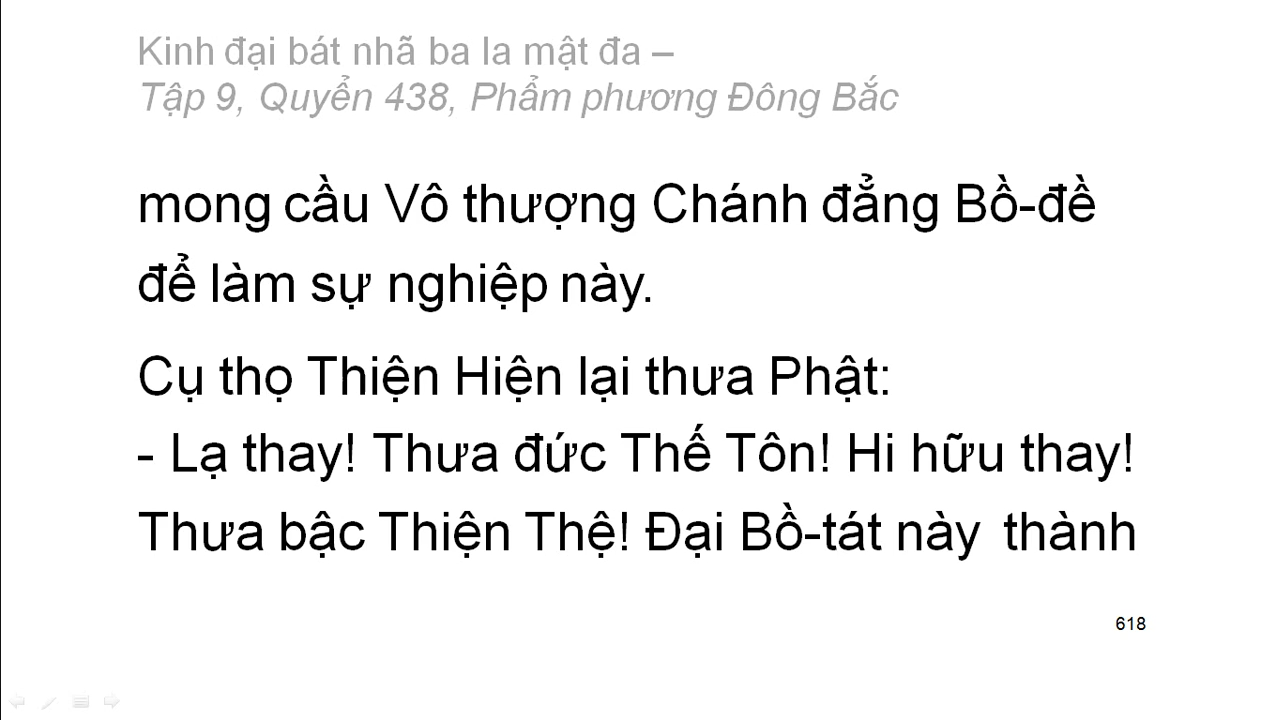 Kinh đại bát nhã ba la mật đa –
Tập 9, Quyển 438, Phẩm phương Đông Bắc
mong cầu Vô thượng Chánh đẳng Bồ-đề
để làm sự nghiệp này.
Cụ thọ Thiện Hiện lại thưa Phật:
- Lạ thay! Thưa đức Thế Tôn! Hi hữu thay!
Thưa bậc Thiện Thệ! Đại Bồ-tát này thành
618